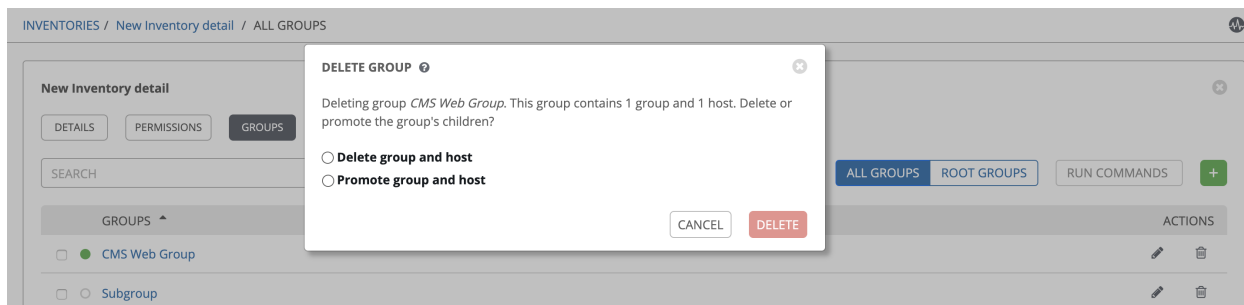 INVENTORIES / New Inventory detail / ALL GROUPS
DELETE GROUP
Deleting group CMS Web Group. This group contains 1 group and 1 host. Delete or
promote the group's children?
Delete group and host
Promote group and host
CANCEL DELETE
New Inventory detail
DETAILS PERMISSIONS GROUPS
SEARCH
ALL GROUPS ROOT GROUPS RUN COMMANDS +
GROUPS ACTIONS
CMS Web Group
Subgroup